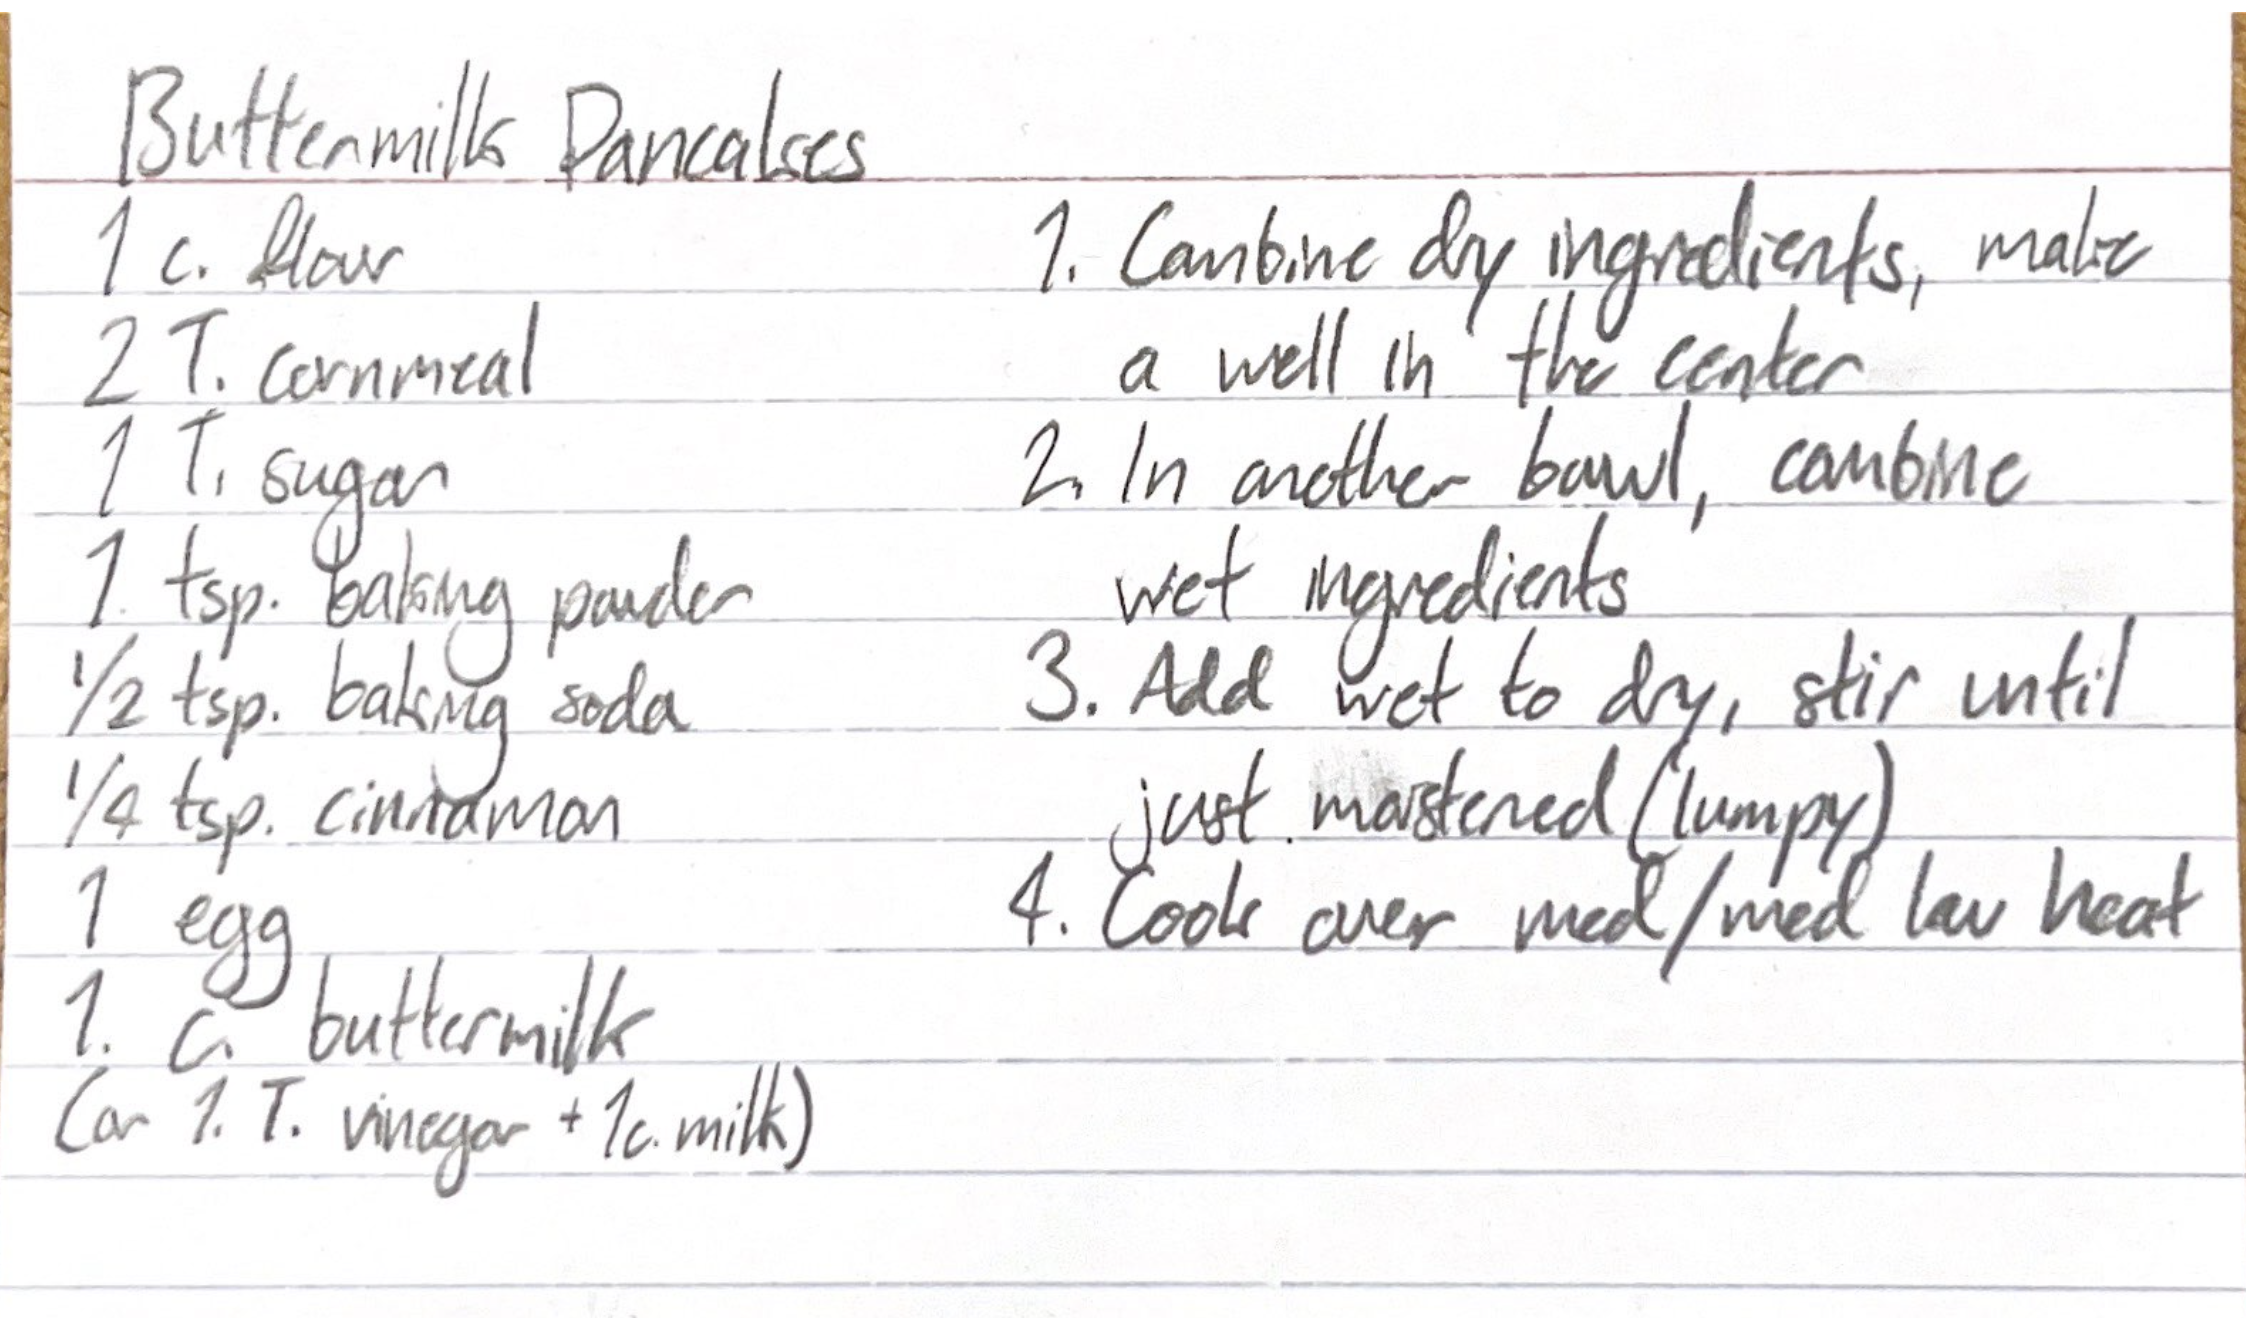 Buttermilk Pancakes
1 c. flour
2 T. cornmeal
1 T. sugar
1 tsp. baking powder
1/2 tsp. baking soda
1/4 tsp. cinnamon
1 egg
1. c. buttermilk
(or 1. T. vinegar + 1c. milk)
1. Combine dry ingredients, make
a well in the center
2. In another bowl, combine
wet ingredients
3. Add wet to dry, stir until
just moistened (lumpy)
4. Cook over med/med low heat